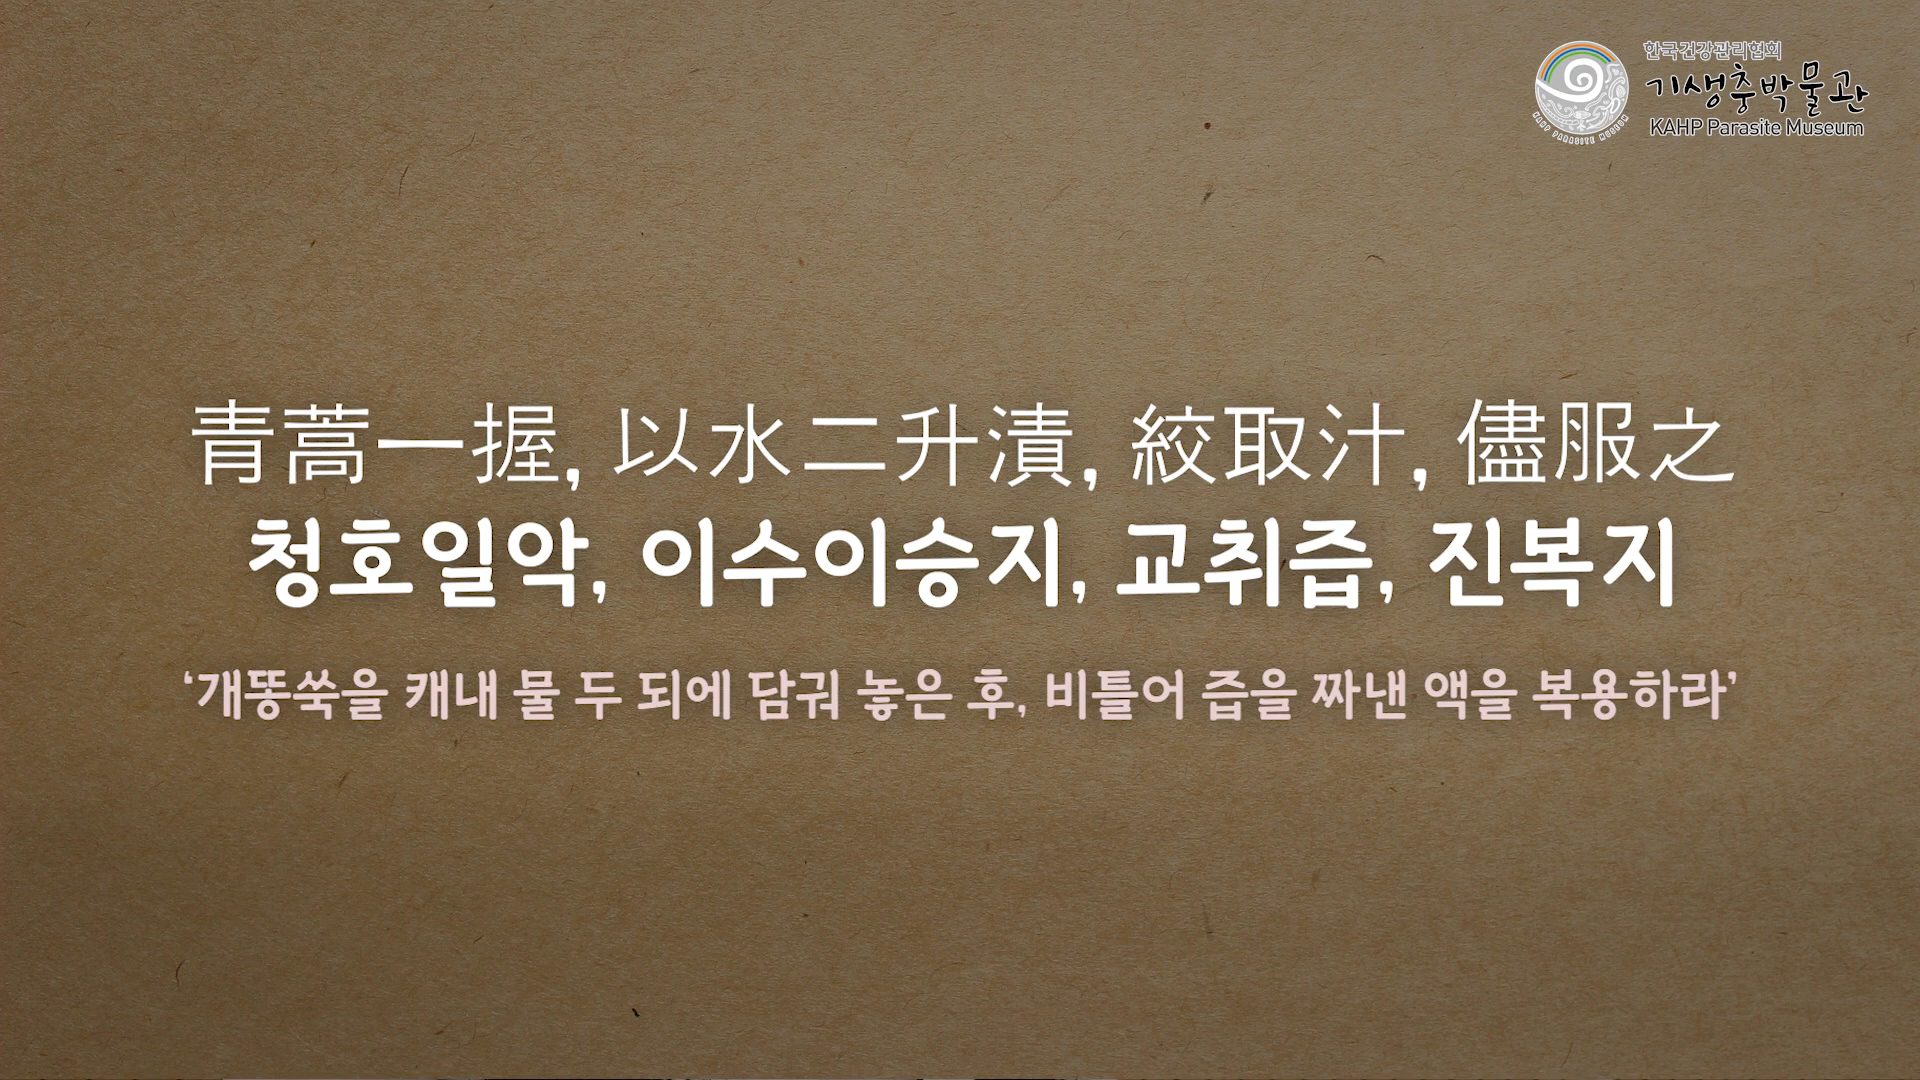 한국건강관리협회
기생충박물관
KAHP Parasite Museum
KAHP PARASITE MUSEUM
青蒿一握, 以水二升漬, 絞取汁, 儘服之
청호일악, 이수이승지, 교취즙, 진복지
‘개똥쑥을 캐내 물 두 되에 담궈 놓은 후, 비틀어 즙을 짜낸 액을 복용하라’